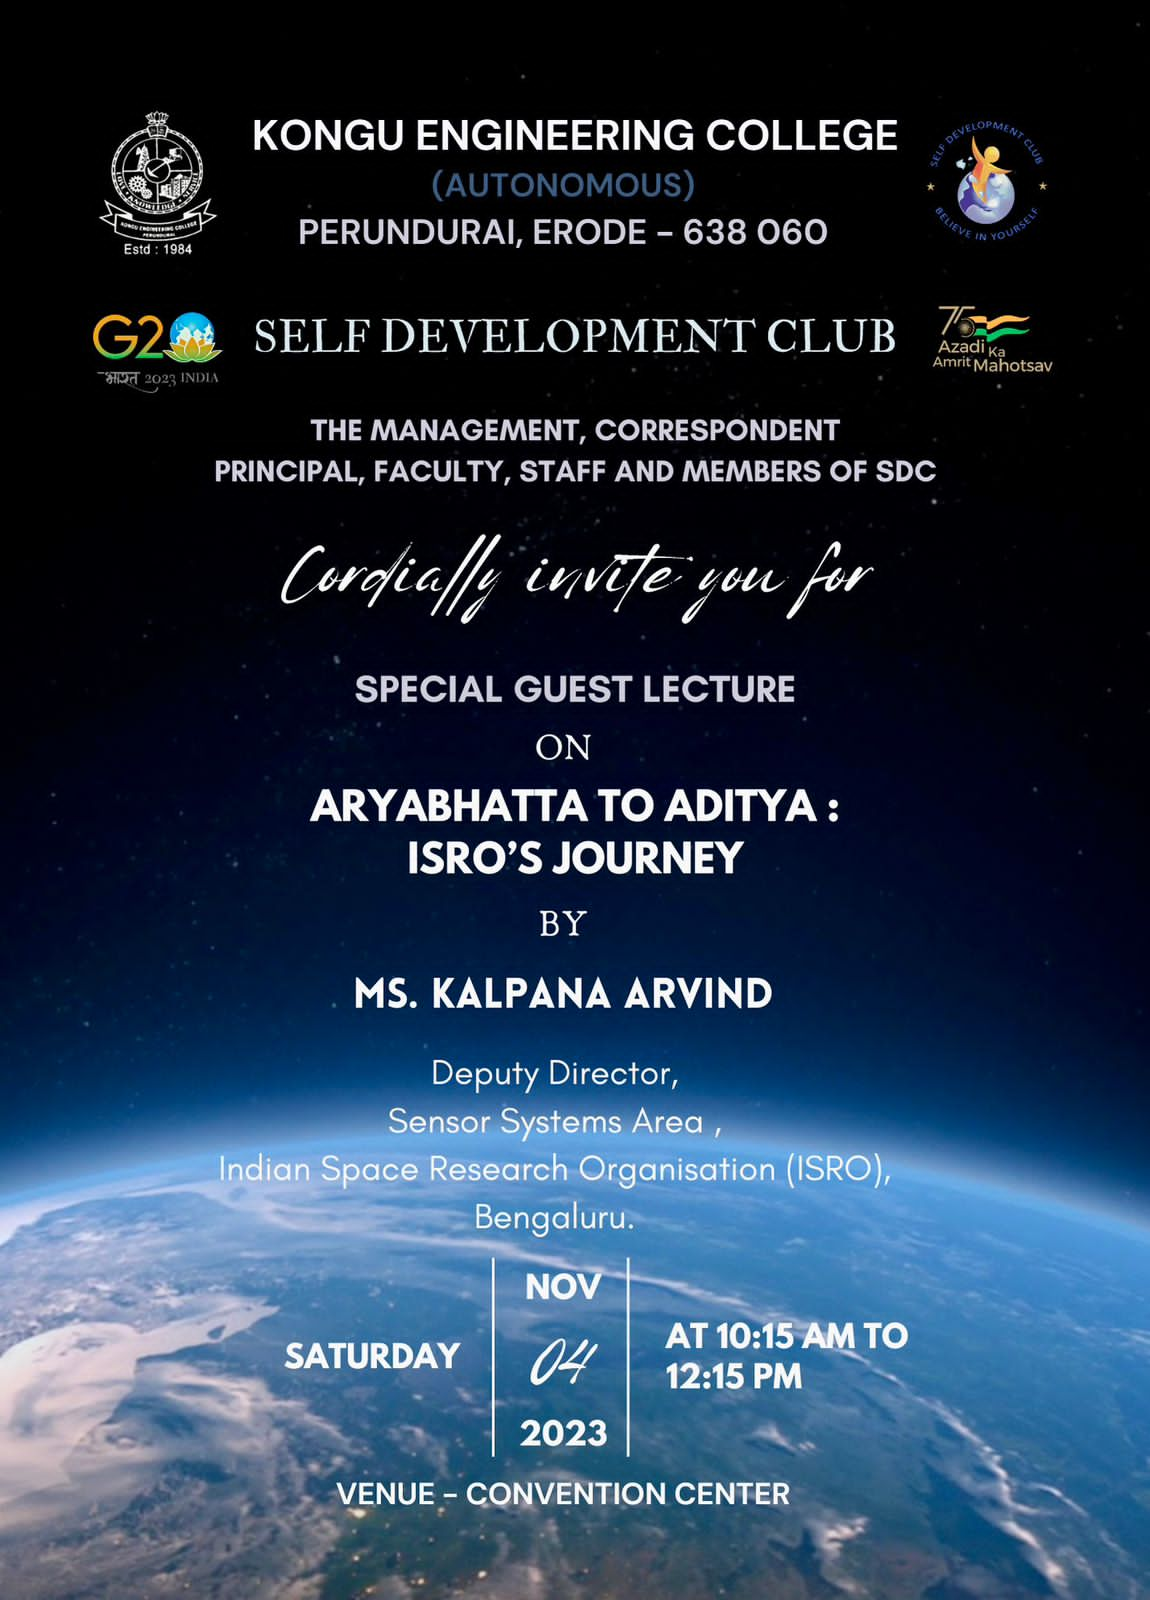 KONGU ENGINEERING COLLEGE
(AUTONOMOUS)
PERUNDURAI, ERODE – 638 060
KONGU ENGINEERING COLLEGE
PERUNDURAI
Estd : 1984
SELF DEVELOPMENT CLUB
BELIEVE IN YOURSELF
G20
भारत 2023 INDIA
SELF DEVELOPMENT CLUB
75
Azadi Ka
Amrit Mahotsav
THE MANAGEMENT, CORRESPONDENT
PRINCIPAL, FACULTY, STAFF AND MEMBERS OF SDC
Cordially invite you for
SPECIAL GUEST LECTURE
ON
ARYABHATTA TO ADITYA :
ISRO’S JOURNEY
BY
MS. KALPANA ARVIND
Deputy Director,
Sensor Systems Area ,
Indian Space Research Organisation (ISRO),
Bengaluru.
SATURDAY
NOV
04
2023
AT 10:15 AM TO
12:15 PM
VENUE – CONVENTION CENTER